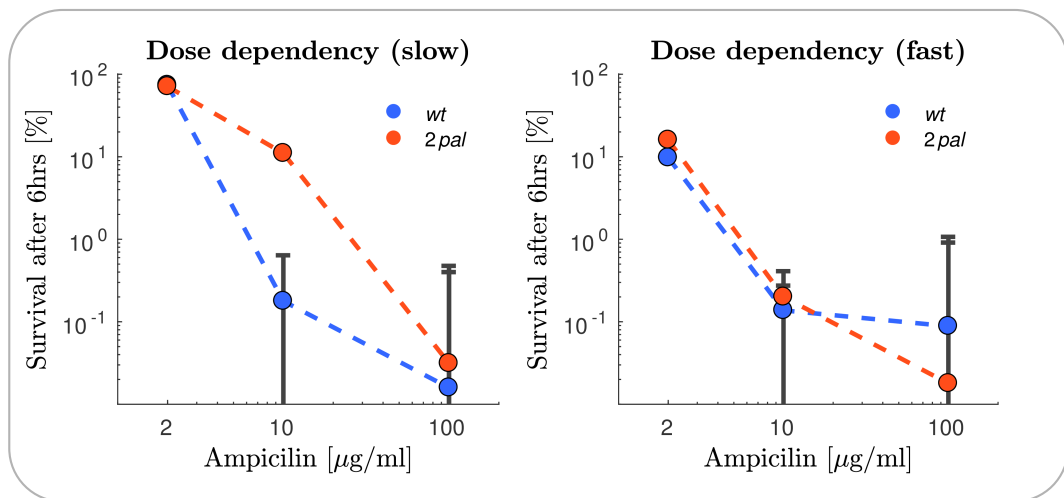 Dose dependency (slow)
Survival after 6hrs [%]
10^2
10^1
10^0
10^-1
wt
2pal
2 10 100
Ampicilin [μg/ml]
Dose dependency (fast)
Survival after 6hrs [%]
10^2
10^1
10^0
10^-1
wt
2pal
2 10 100
Ampicilin [μg/ml]